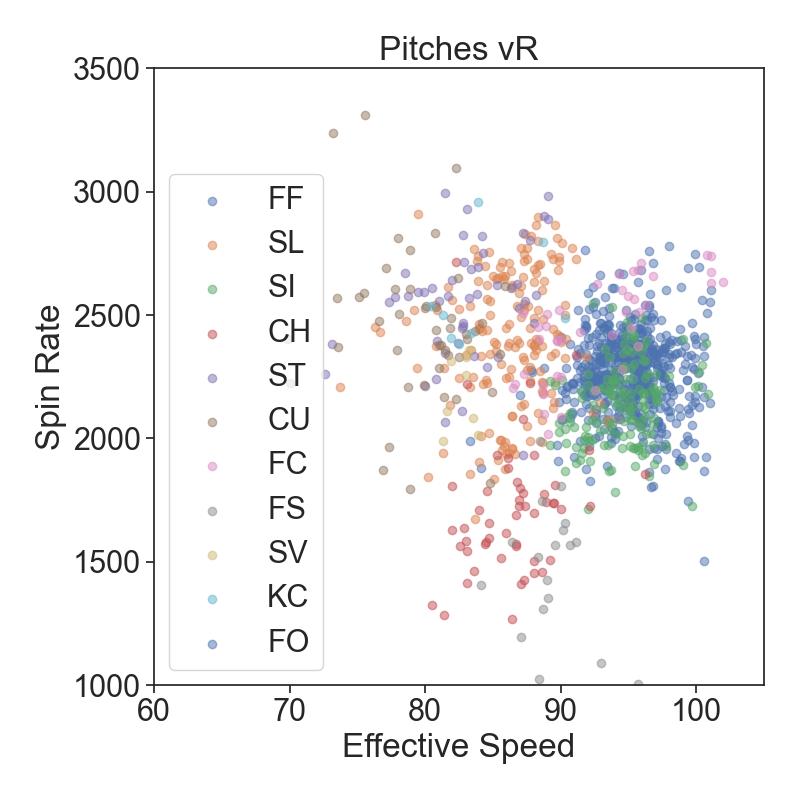 Pitches vR
3500
3000
2500
2000
1500
1000
Spin Rate
FF
SL
SI
CH
ST
CU
FC
FS
SV
KC
FO
60 70 80 90 100
Effective Speed